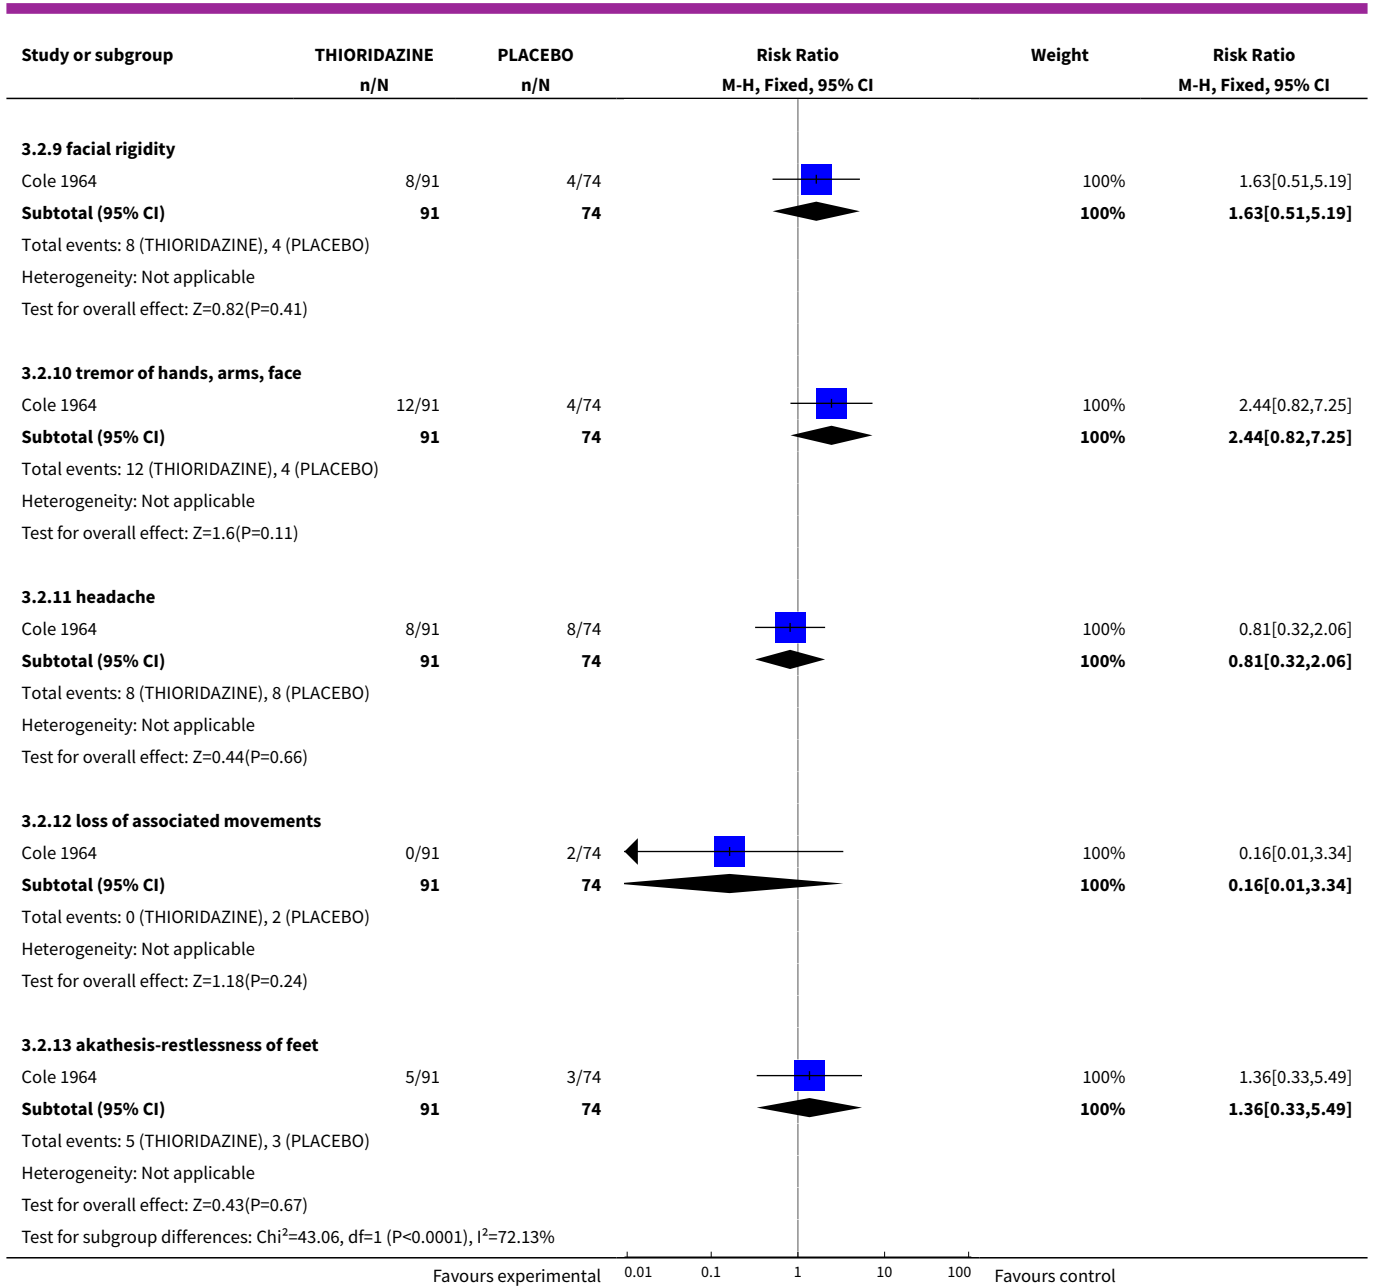 Study or subgroup THIORIDAZINE PLACEBO Risk Ratio Weight Risk Ratio
n/N n/N M-H, Fixed, 95% CI M-H, Fixed, 95% CI
3.2.9 facial rigidity
Cole 1964 8/91 4/74 100% 1.63[0.51,5.19]
Subtotal (95% CI) 91 74 100% 1.63[0.51,5.19]
Total events: 8 (THIORIDAZINE), 4 (PLACEBO)
Heterogeneity: Not applicable
Test for overall effect: Z=0.82(P=0.41)
3.2.10 tremor of hands, arms, face
Cole 1964 12/91 4/74 100% 2.44[0.82,7.25]
Subtotal (95% CI) 91 74 100% 2.44[0.82,7.25]
Total events: 12 (THIORIDAZINE), 4 (PLACEBO)
Heterogeneity: Not applicable
Test for overall effect: Z=1.6(P=0.11)
3.2.11 headache
Cole 1964 8/91 8/74 100% 0.81[0.32,2.06]
Subtotal (95% CI) 91 74 100% 0.81[0.32,2.06]
Total events: 8 (THIORIDAZINE), 8 (PLACEBO)
Heterogeneity: Not applicable
Test for overall effect: Z=0.44(P=0.66)
3.2.12 loss of associated movements
Cole 1964 0/91 2/74 100% 0.16[0.01,3.34]
Subtotal (95% CI) 91 74 100% 0.16[0.01,3.34]
Total events: 0 (THIORIDAZINE), 2 (PLACEBO)
Heterogeneity: Not applicable
Test for overall effect: Z=1.18(P=0.24)
3.2.13 akathesis-restlessness of feet
Cole 1964 5/91 3/74 100% 1.36[0.33,5.49]
Subtotal (95% CI) 91 74 100% 1.36[0.33,5.49]
Total events: 5 (THIORIDAZINE), 3 (PLACEBO)
Heterogeneity: Not applicable
Test for overall effect: Z=0.43(P=0.67)
Test for subgroup differences: Chi²=43.06, df=1 (P<0.0001), I²=72.13%
Favours experimental 0.01 0.1 1 10 100 Favours control